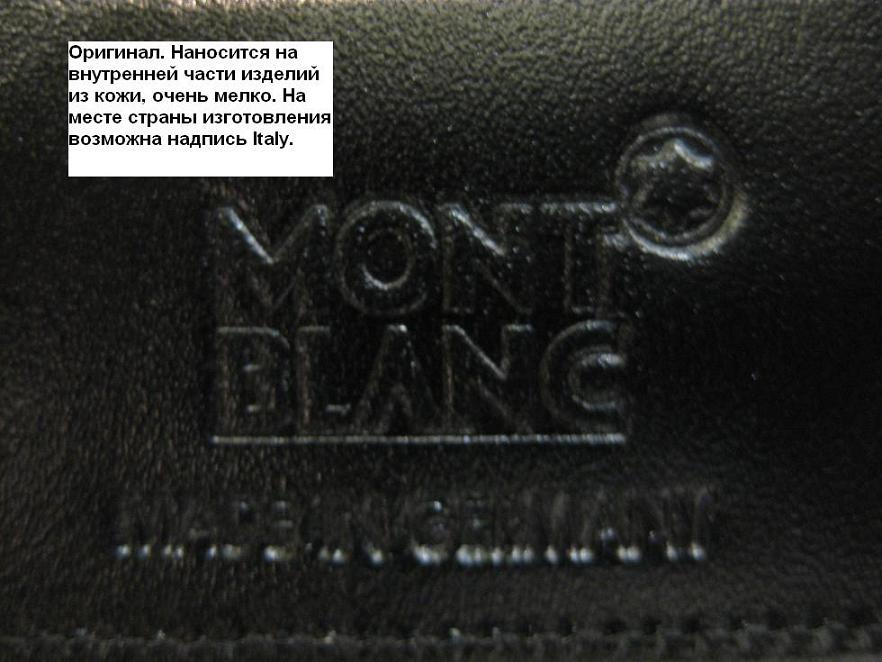 Оригинал. Наносится на
внутренней части изделий
из кожи, очень мелко. На
месте страны изготовления
возможна надпись Italy.
MONT
BLANC
MADE IN GERMANY